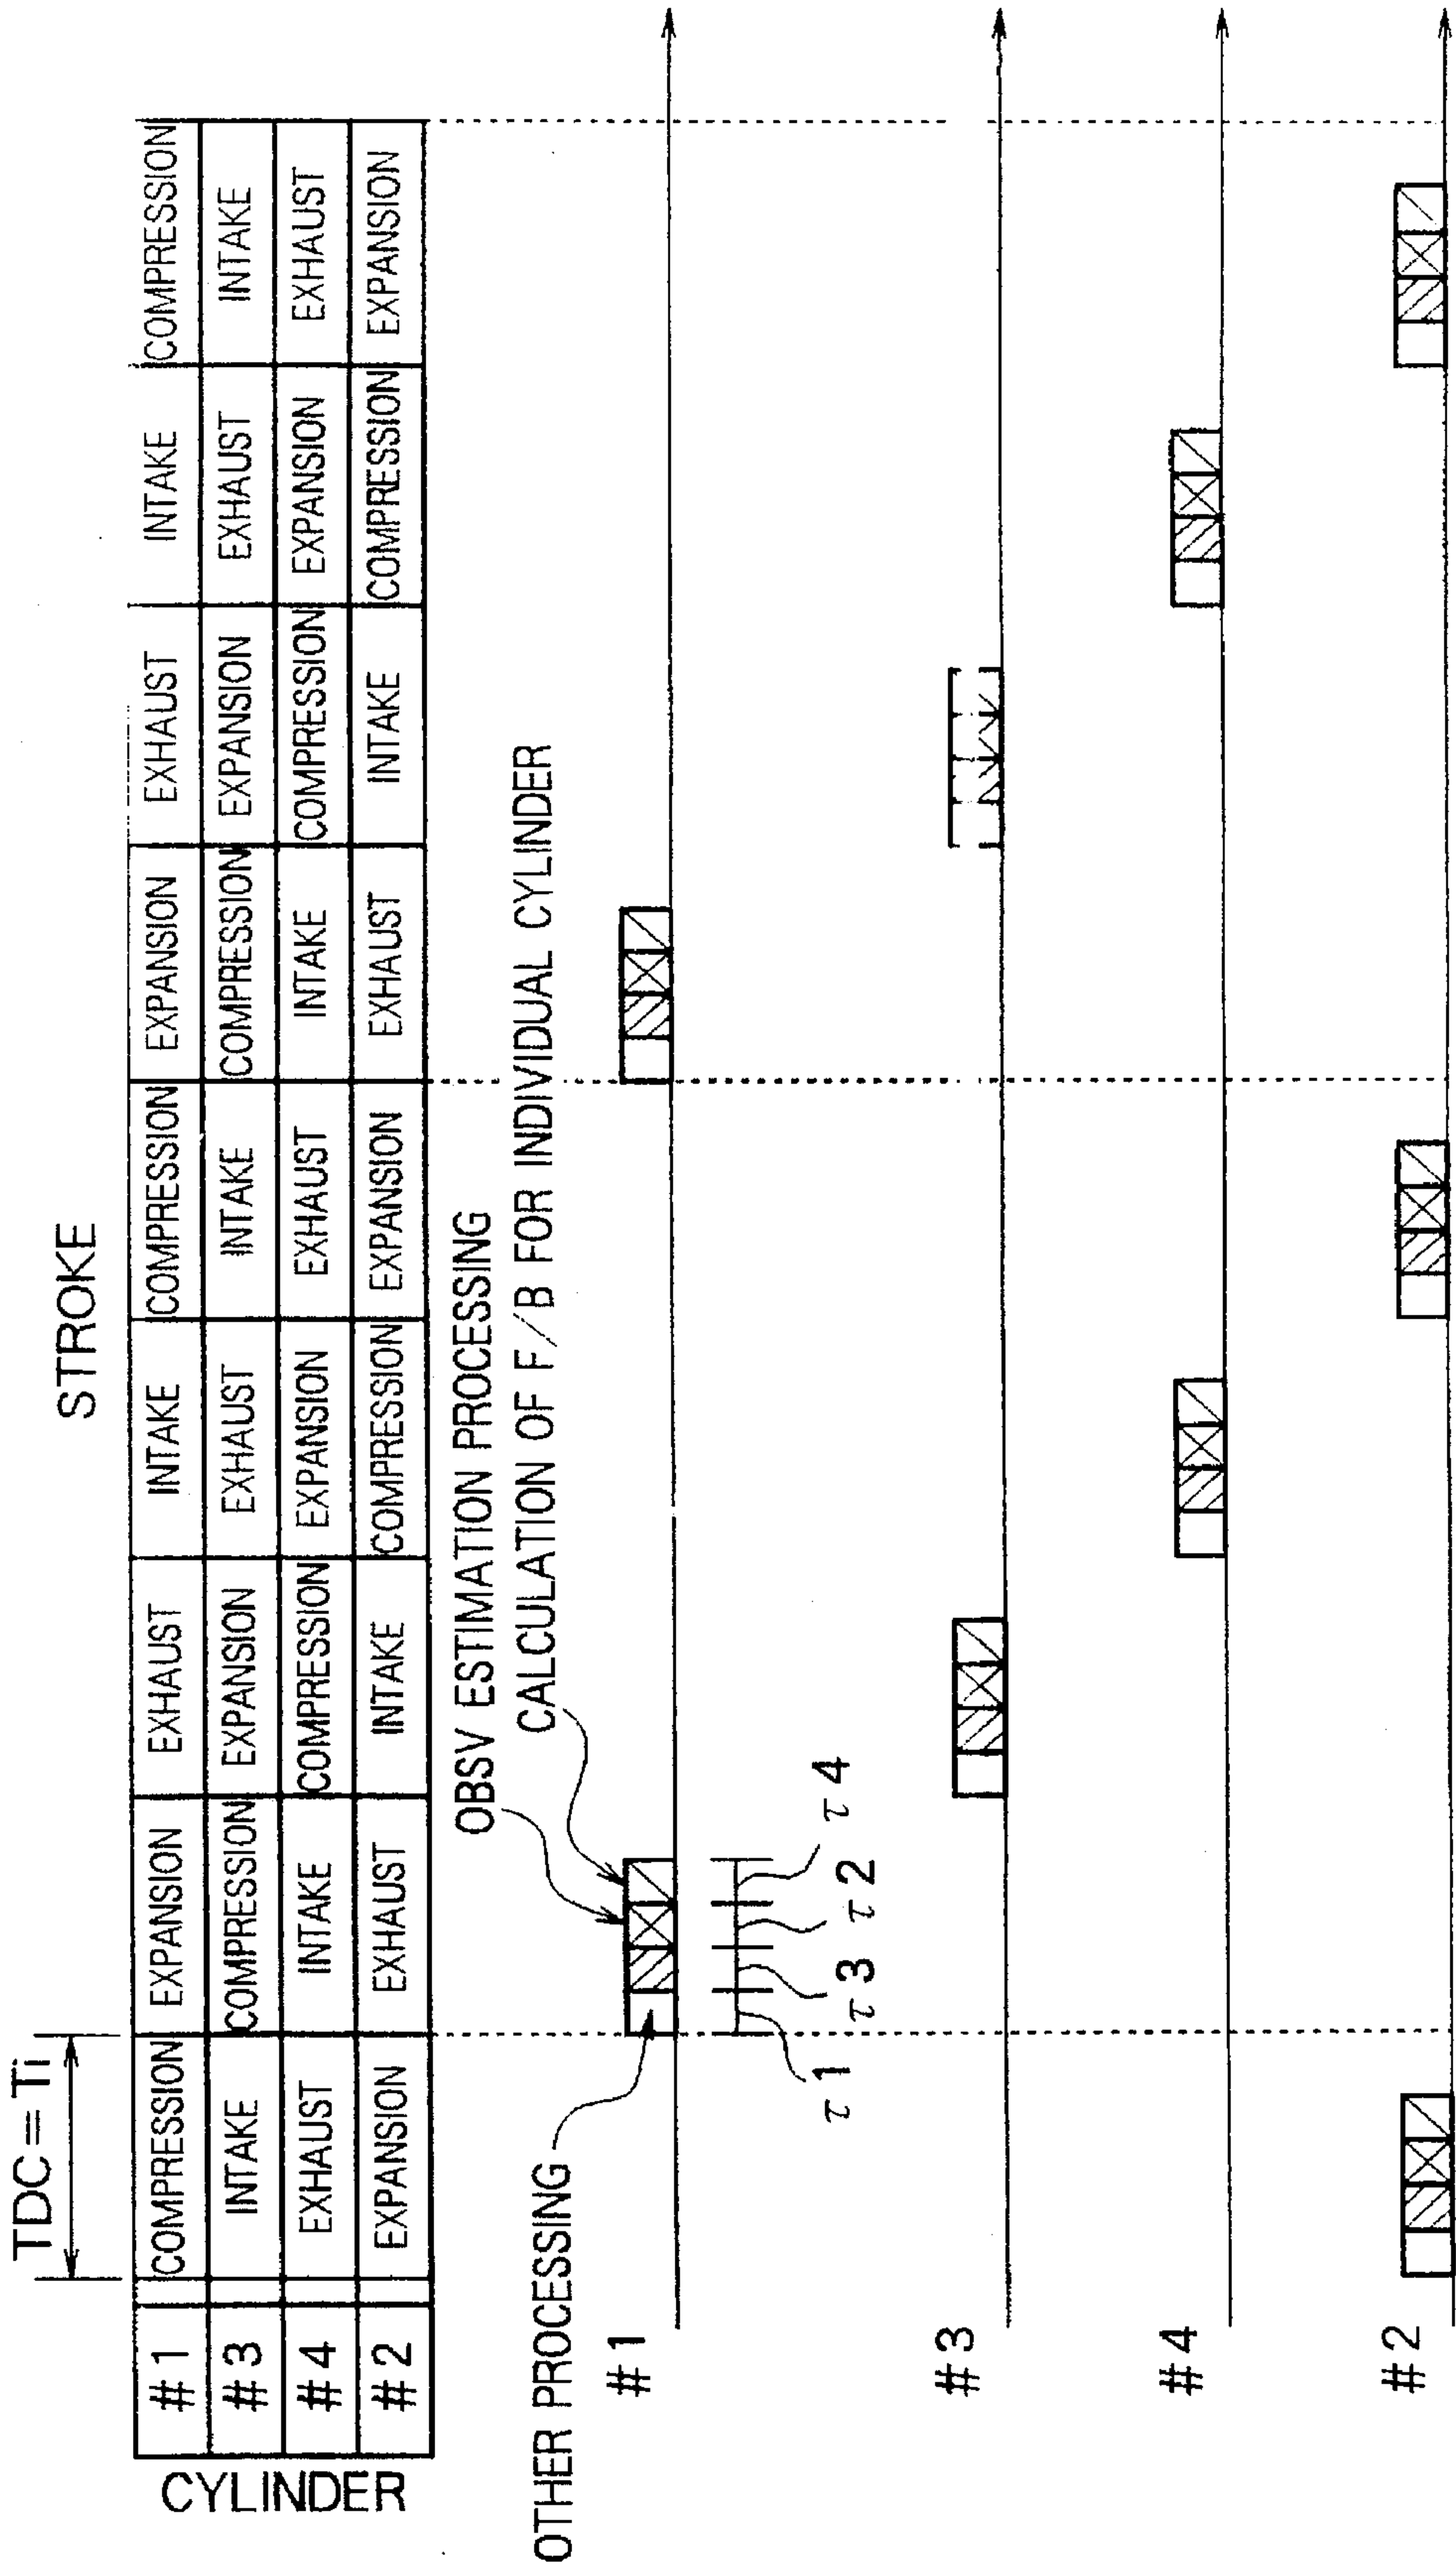 STROKE
TDC = Ti
CYLINDER
#1 COMPRESSION EXPANSION EXHAUST INTAKE COMPRESSION EXPANSION EXHAUST INTAKE COMPRESSION
#3 INTAKE COMPRESSION EXPANSION EXHAUST INTAKE COMPRESSION EXPANSION EXHAUST INTAKE
#4 EXHAUST INTAKE COMPRESSION EXPANSION EXHAUST INTAKE COMPRESSION EXPANSION EXHAUST
#2 EXPANSION EXHAUST INTAKE COMPRESSION EXPANSION EXHAUST INTAKE COMPRESSION EXPANSION
OBSV ESTIMATION PROCESSING
CALCULATION OF F/B FOR INDIVIDUAL CYLINDER
OTHER PROCESSING
#1
τ1 τ3 τ2 τ4
#3
#4
#2